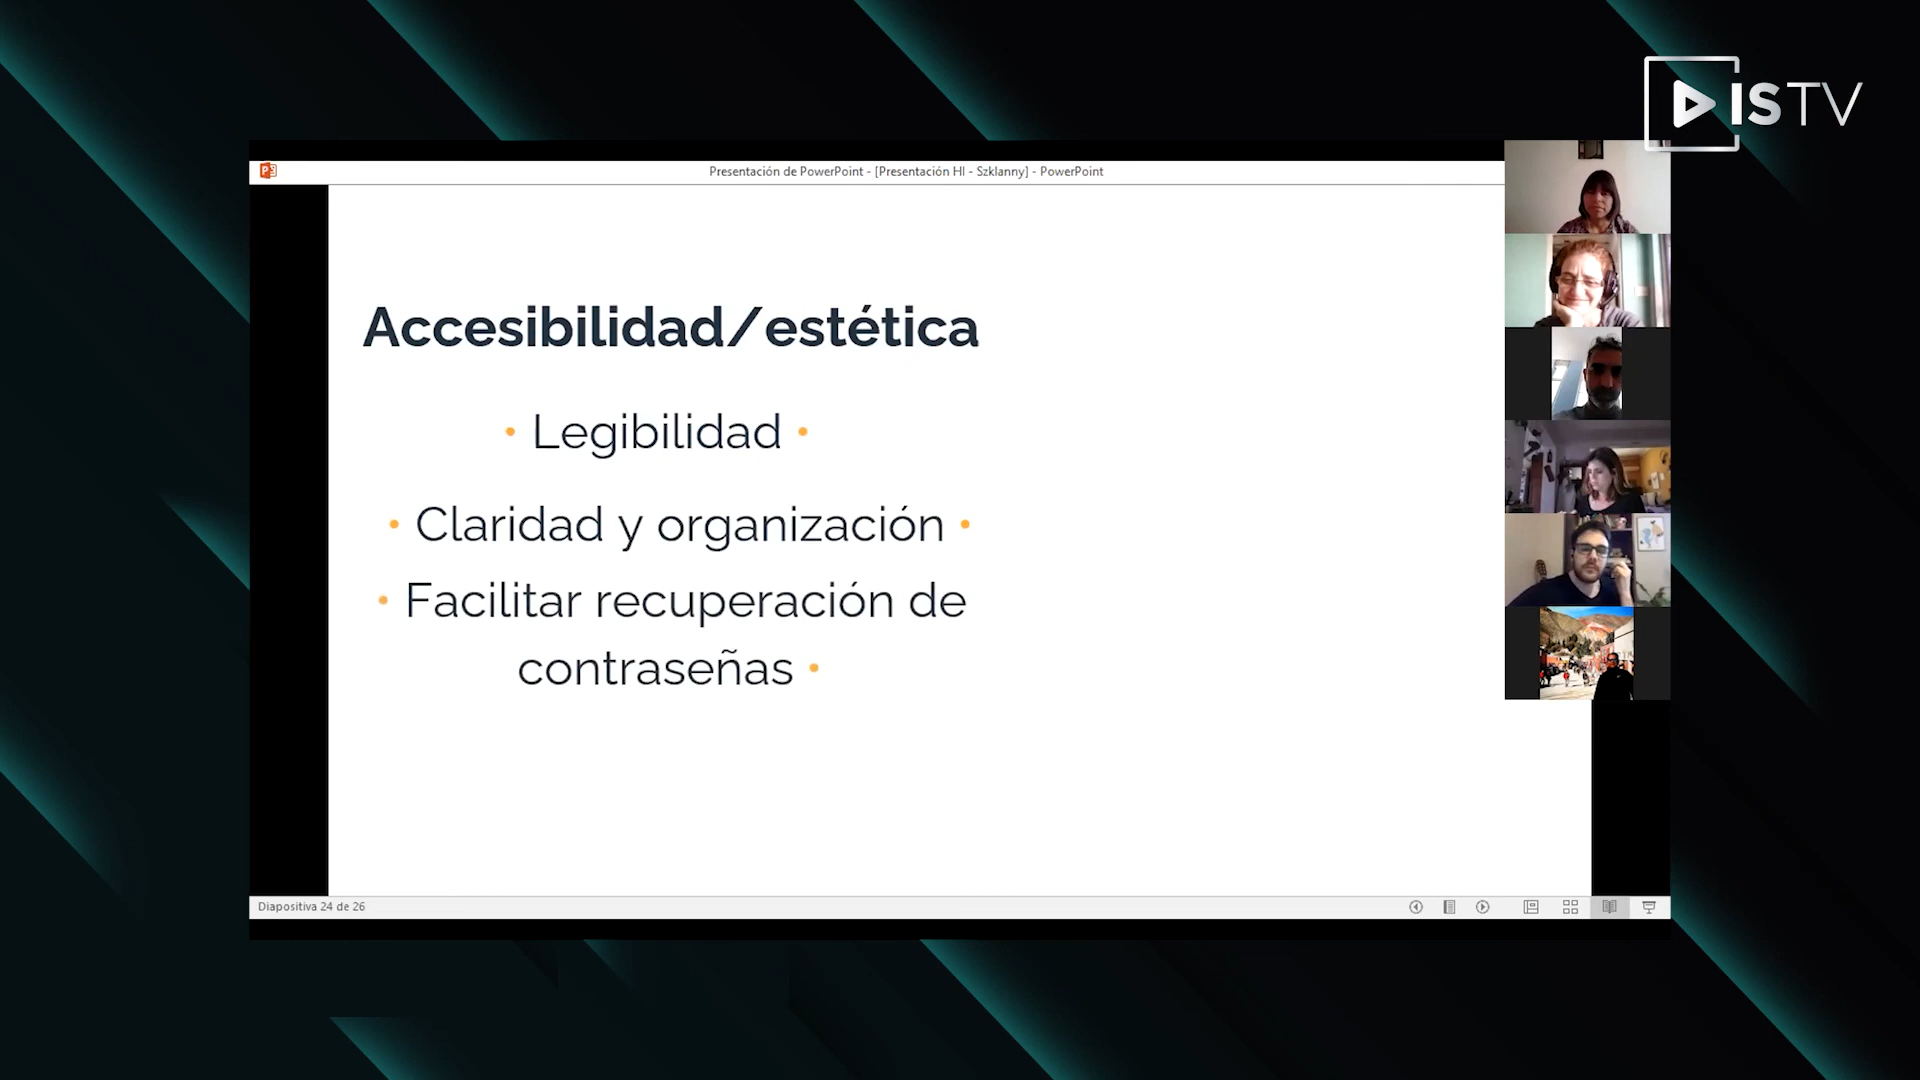 ISTV
Presentación de PowerPoint - [Presentación HI - Szklanny] - PowerPoint
Accesibilidad/estética
• Legibilidad •
• Claridad y organización •
• Facilitar recuperación de
contraseñas •
Diapositiva 24 de 26